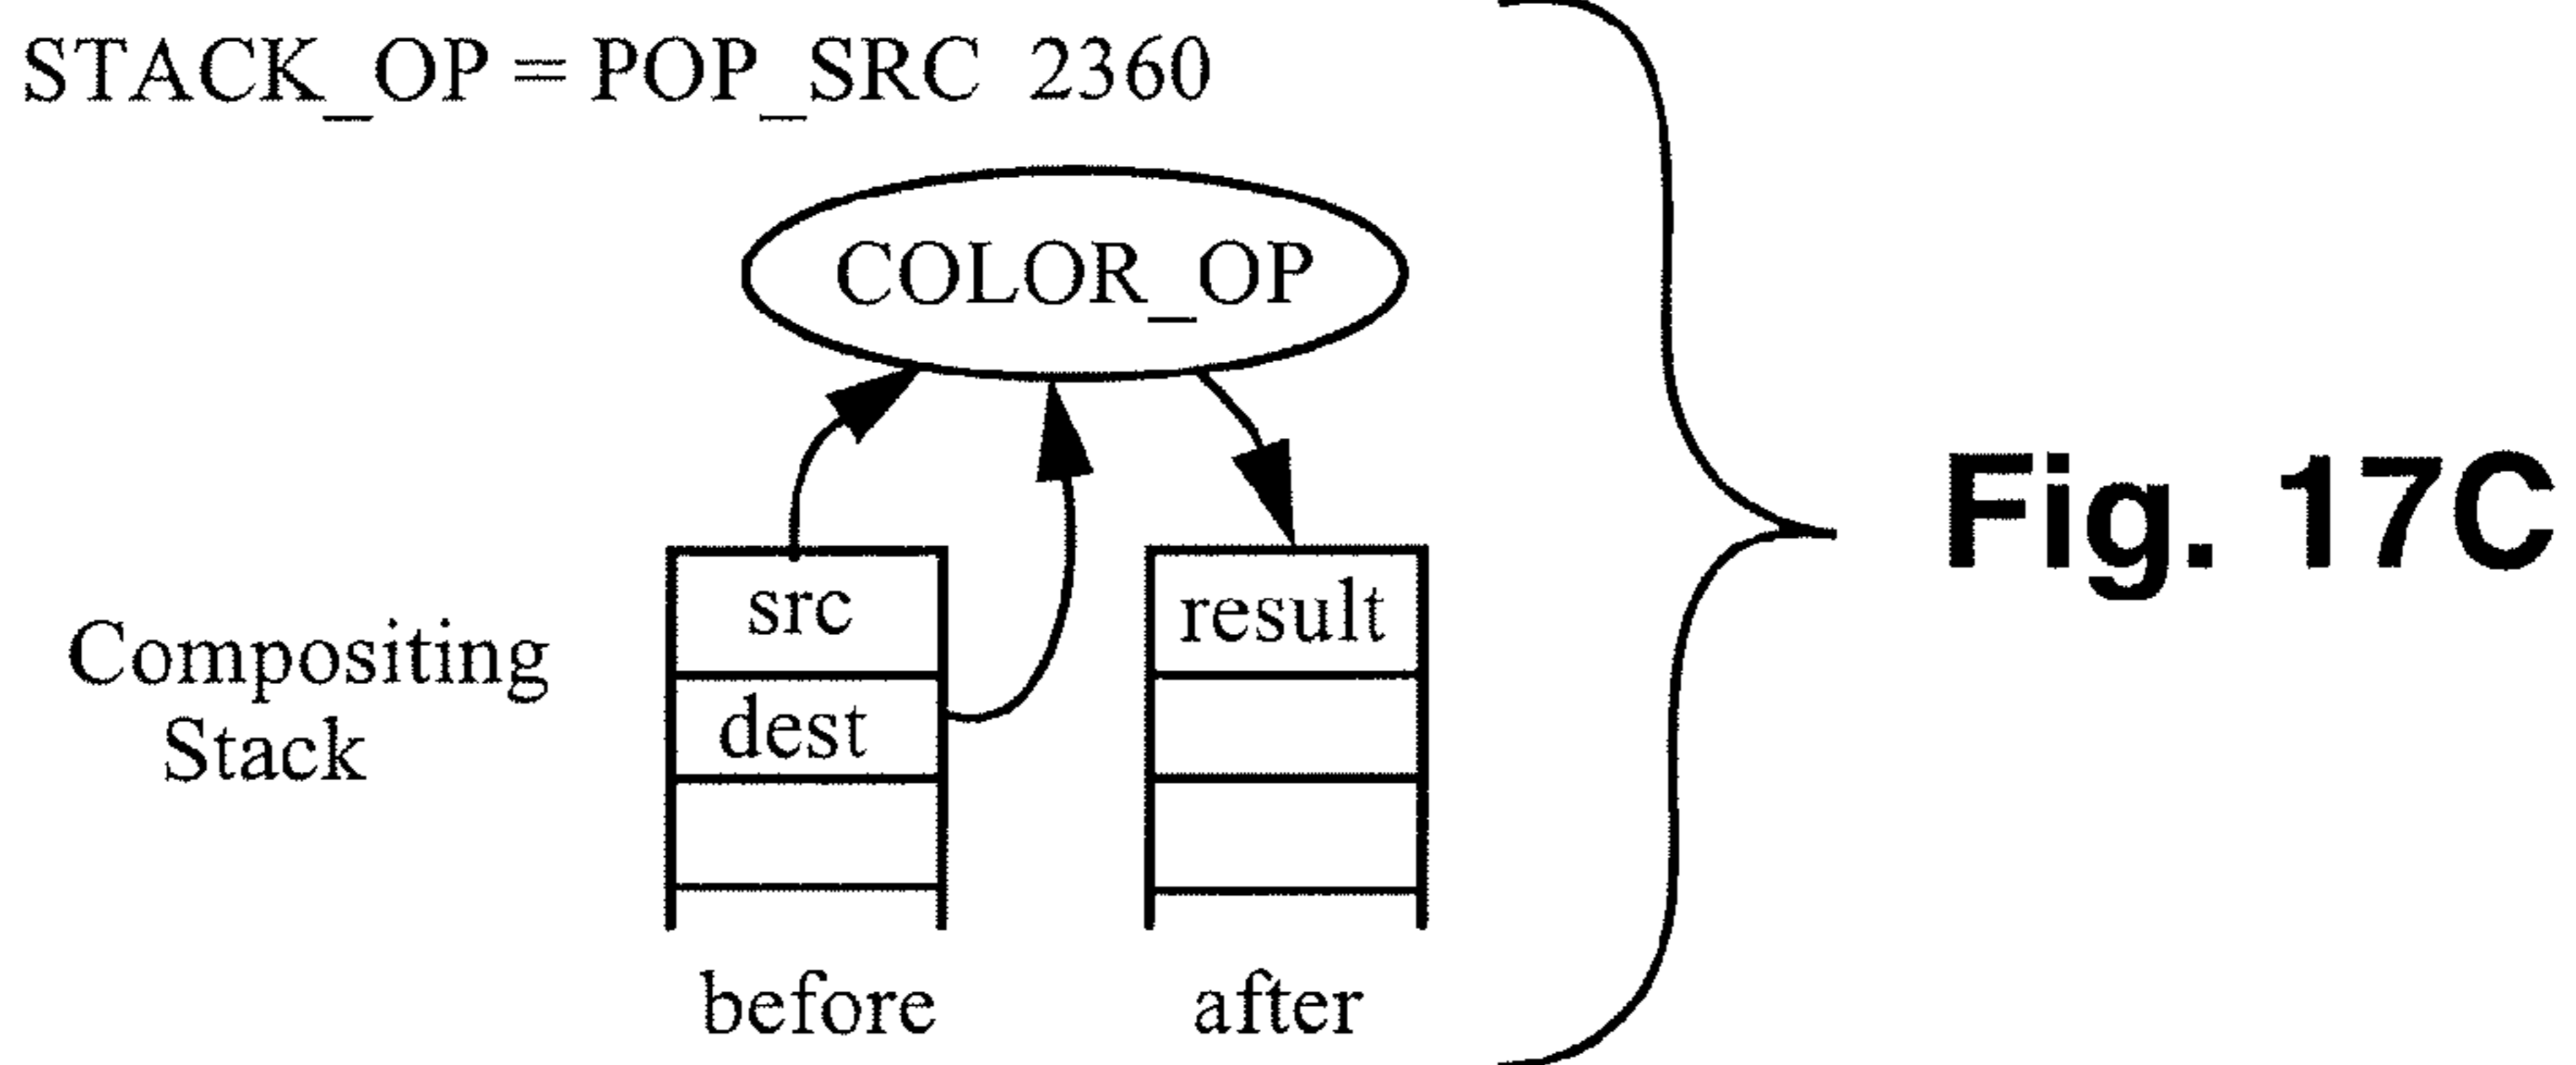 STACK_OP = POP_SRC 2360
COLOR_OP
Compositing
Stack
src
dest
result
before
after
Fig. 17C